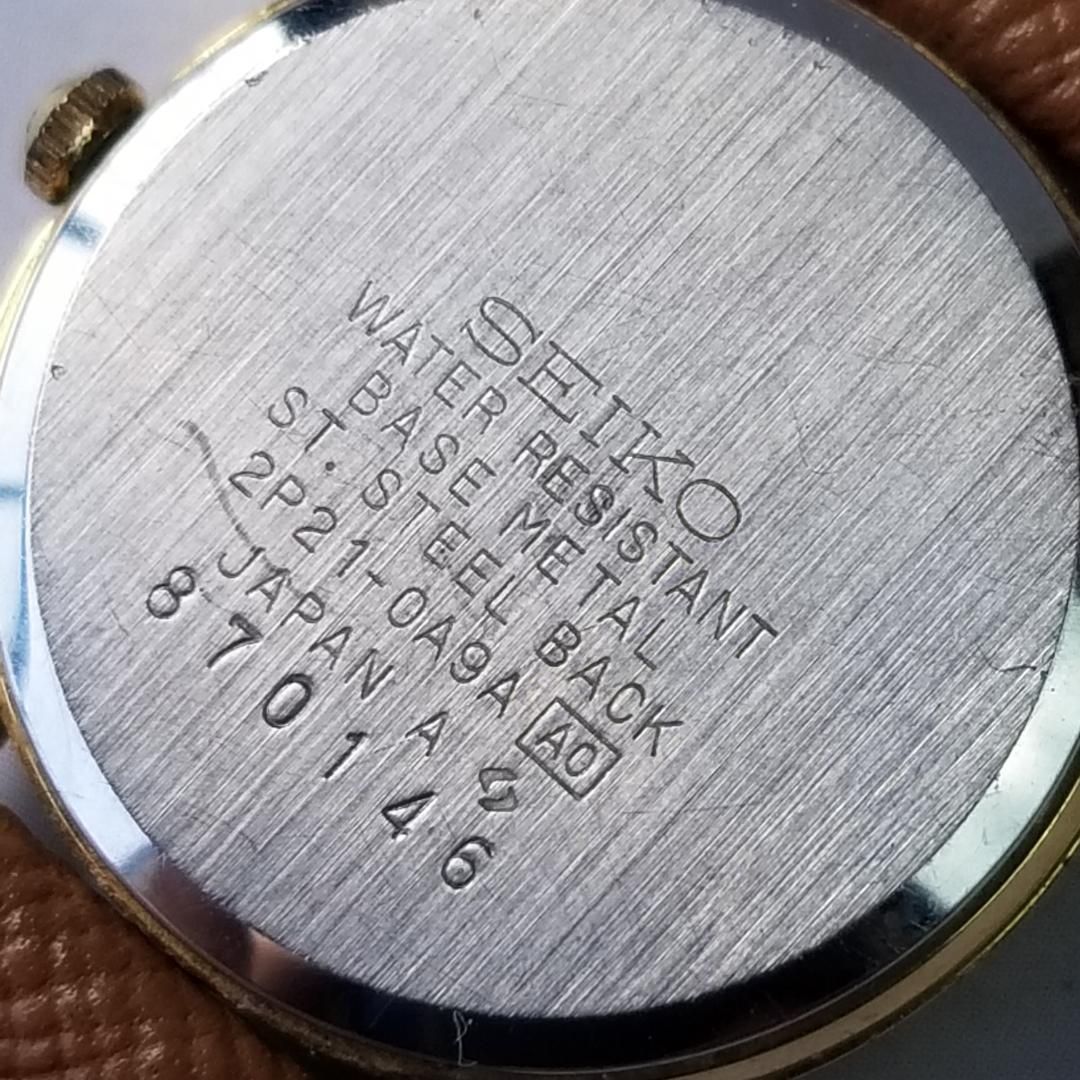 SEIKO
WATER RESISTANT
BASE METAL
ST. STEEL BACK
2P21-0A9A A0
JAPAN A
870146